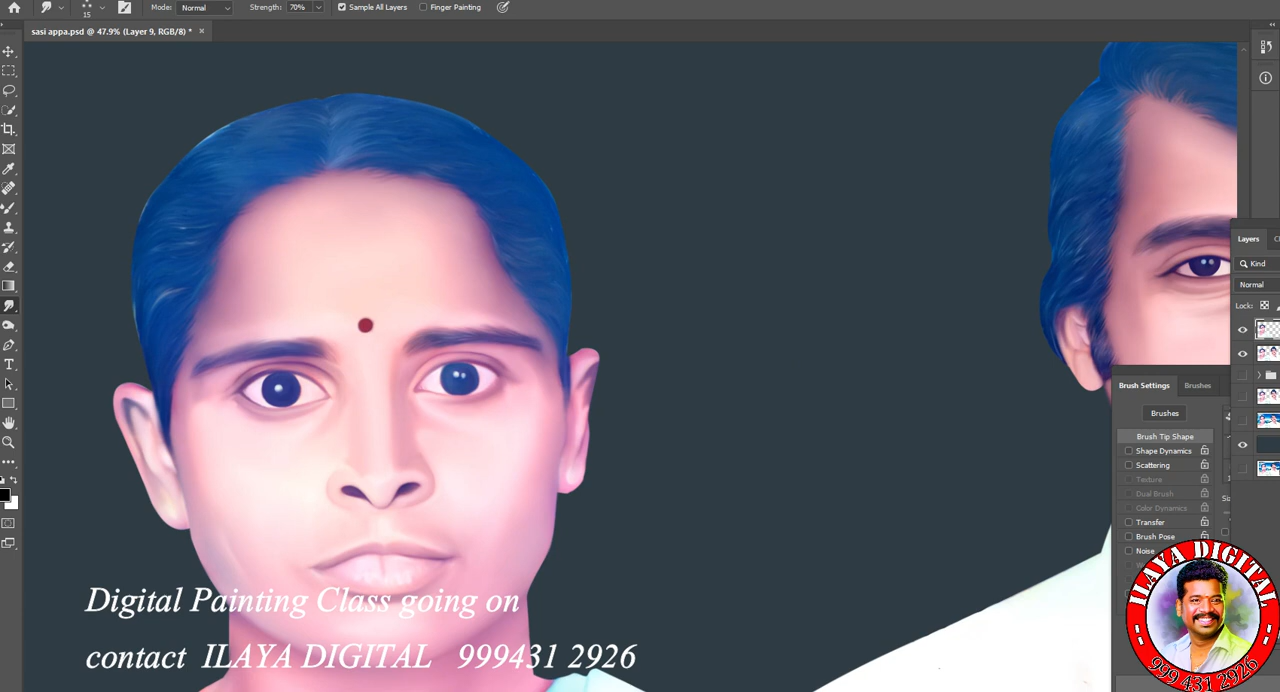 Mode: Normal Strength: 70% Sample All Layers Finger Painting
15
sasi appa.psd @ 47.9% (Layer 9, RGB/8) * ×
Layers
Kind
Normal
Lock:
Brush Settings Brushes
Brushes
Brush Tip Shape
Shape Dynamics
Scattering
Texture
Dual Brush
Color Dynamics
Transfer
Brush Pose
Noise
Digital Painting Class going on
contact ILAYA DIGITAL 999431 2926
ILAYA DIGITAL
999 431 2926